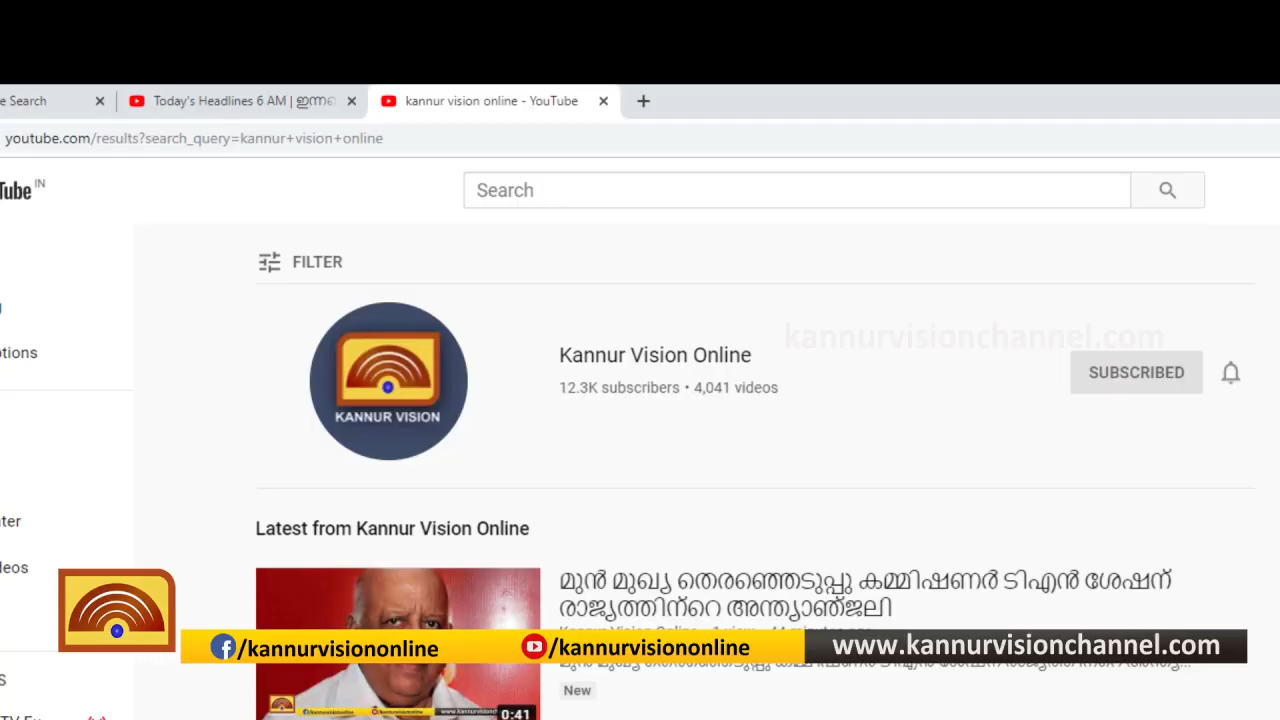 e Search
Today's Headlines 6 AM | ഇന്നത്തെ
kannur vision online - YouTube
youtube.com/results?search_query=kannur+vision+online
Tube IN
Search
FILTER
kannurvisionchannel.com
KANNUR VISION
Kannur Vision Online
12.3K subscribers • 4,041 videos
SUBSCRIBED
otions
Latest from Kannur Vision Online
uter
deos
മുൻ മുഖ്യ തെരഞ്ഞെടുപ്പു കമ്മിഷണർ ടിഎൻ ശേഷന്
രാജ്യത്തിന്റെ അന്ത്യാഞ്ജലി
/kannurvisiononline
/kannurvisiononline
www.kannurvisionchannel.com
New
S
0:41